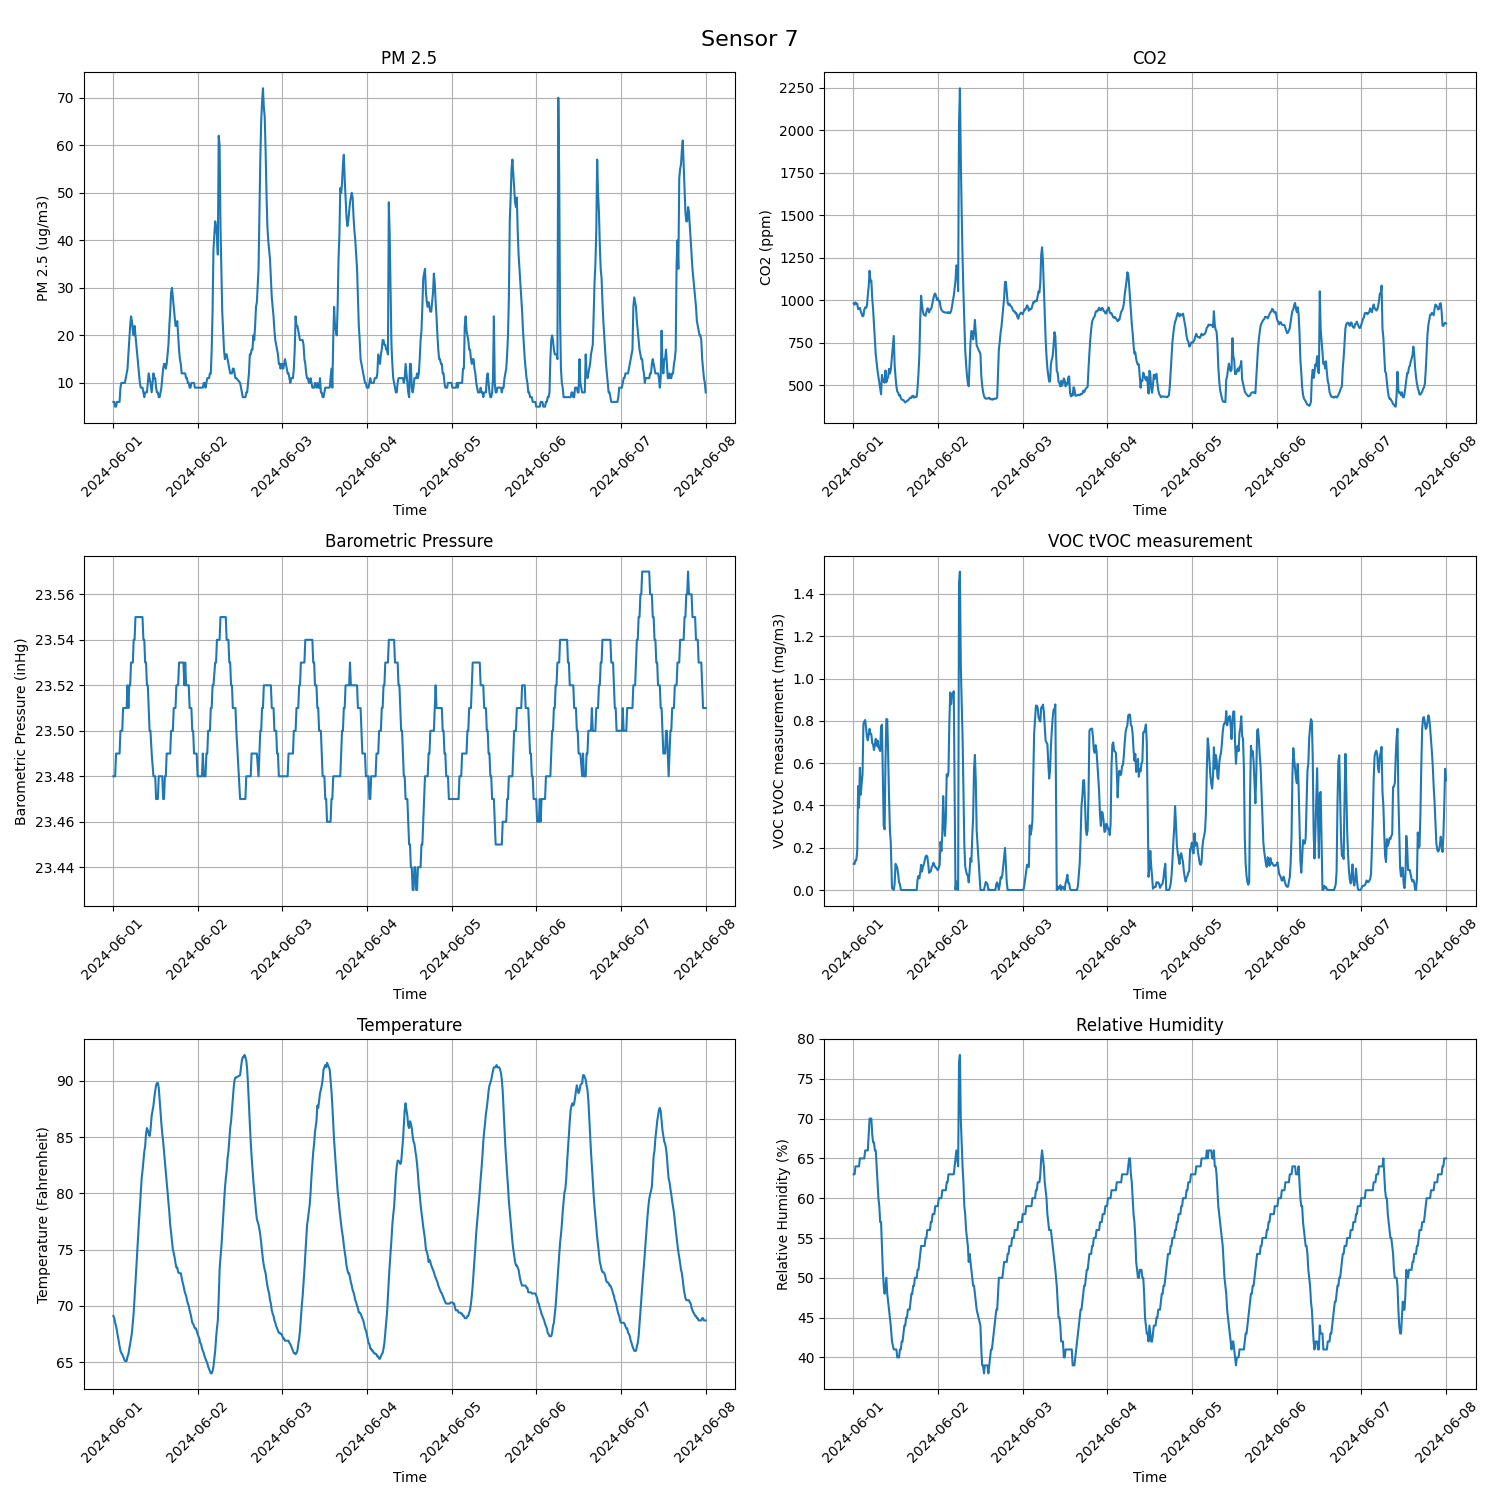 Sensor 7
PM 2.5
PM 2.5 (ug/m3)
70
60
50
40
30
20
10
2024-06-01 2024-06-02 2024-06-03 2024-06-04 2024-06-05 2024-06-06 2024-06-07 2024-06-08
Time
CO2
CO2 (ppm)
2250
2000
1750
1500
1250
1000
750
500
2024-06-01 2024-06-02 2024-06-03 2024-06-04 2024-06-05 2024-06-06 2024-06-07 2024-06-08
Time
Barometric Pressure
Barometric Pressure (inHg)
23.56
23.54
23.52
23.50
23.48
23.46
23.44
2024-06-01 2024-06-02 2024-06-03 2024-06-04 2024-06-05 2024-06-06 2024-06-07 2024-06-08
Time
VOC tVOC measurement
VOC tVOC measurement (mg/m3)
1.4
1.2
1.0
0.8
0.6
0.4
0.2
0.0
2024-06-01 2024-06-02 2024-06-03 2024-06-04 2024-06-05 2024-06-06 2024-06-07 2024-06-08
Time
Temperature
Temperature (Fahrenheit)
90
85
80
75
70
65
2024-06-01 2024-06-02 2024-06-03 2024-06-04 2024-06-05 2024-06-06 2024-06-07 2024-06-08
Time
Relative Humidity
Relative Humidity (%)
80
75
70
65
60
55
50
45
40
2024-06-01 2024-06-02 2024-06-03 2024-06-04 2024-06-05 2024-06-06 2024-06-07 2024-06-08
Time